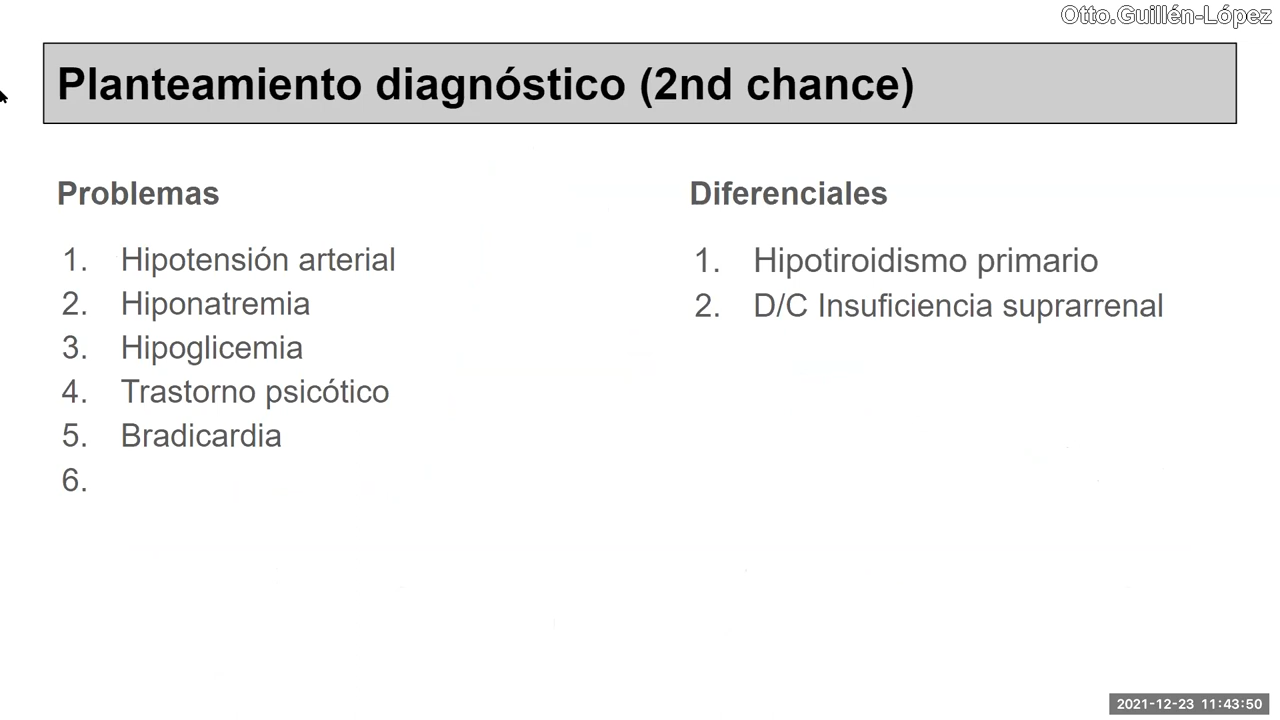 Otto.Guillén-López
Planteamiento diagnóstico (2nd chance)
Problemas
1. Hipotensión arterial
2. Hiponatremia
3. Hipoglicemia
4. Trastorno psicótico
5. Bradicardia
6.
Diferenciales
1. Hipotiroidismo primario
2. D/C Insuficiencia suprarrenal
2021-12-23 11:43:50